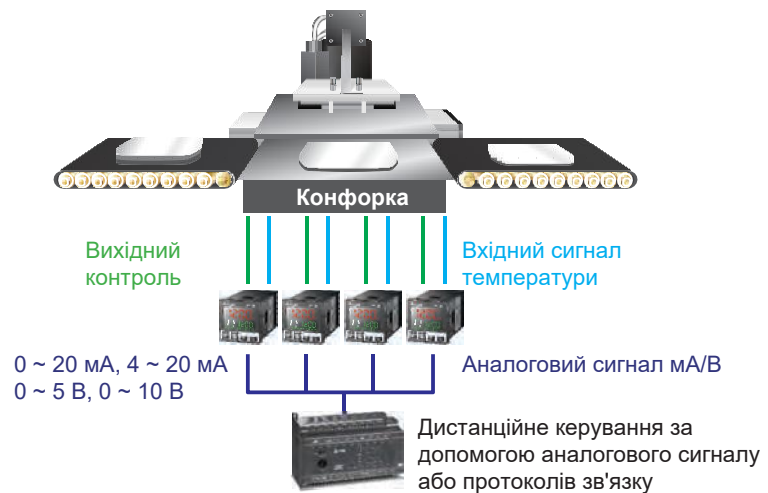 Конфорка
Вихідний
контроль
Вхідний сигнал
температури
0 ~ 20 мА, 4 ~ 20 мА
0 ~ 5 В, 0 ~ 10 В
Аналоговий сигнал мА/В
Дистанційне керування за
допомогою аналогового сигналу
або протоколів зв'язку